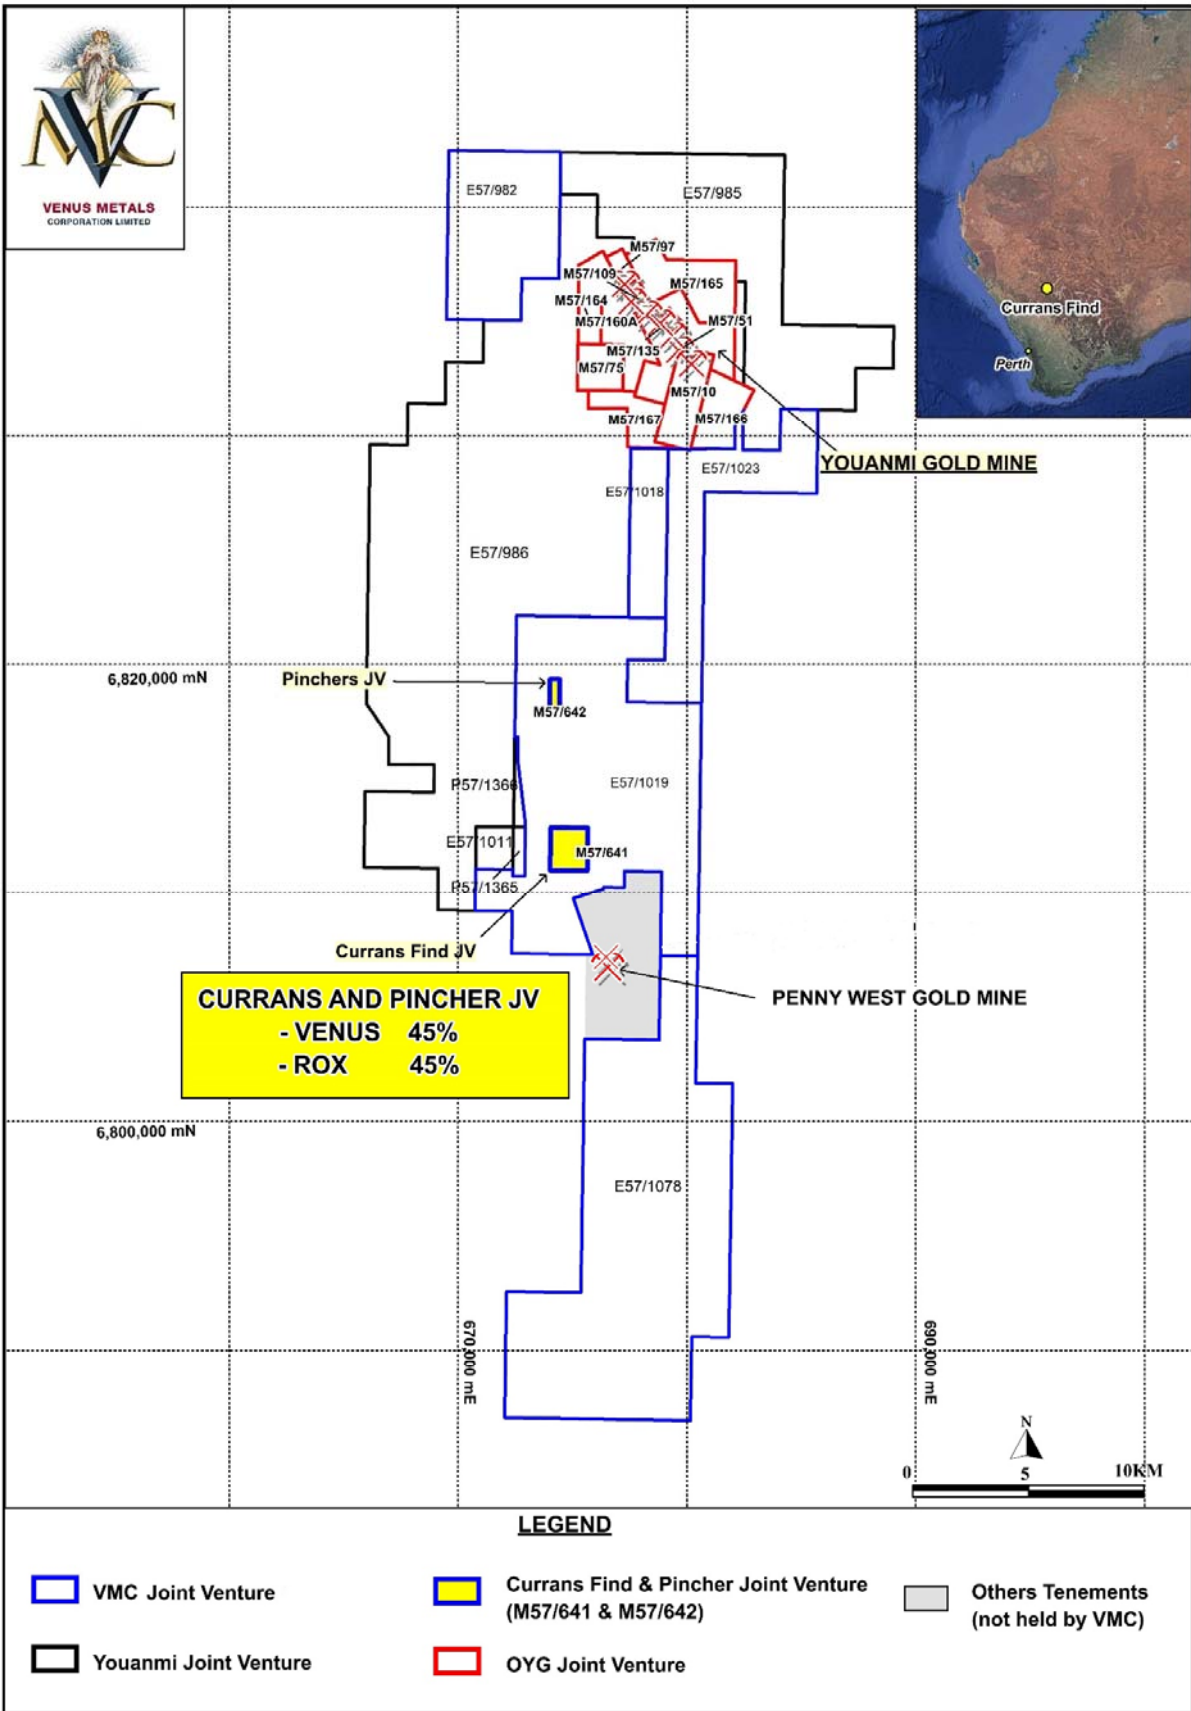 VMC
VENUS METALS
CORPORATION LIMITED
Currans Find
Perth
E57/982
E57/985
M57/97
M57/109
M57/165
M57/164
M57/160A
M57/51
M57/135
M57/75
M57/10
M57/167
M57/166
YOUANMI GOLD MINE
E57/1023
E57/1018
E57/986
6,820,000 mN
Pinchers JV
M57/642
P57/1366
E57/1019
E57/1011
M57/641
P57/1365
Currans Find JV
CURRANS AND PINCHER JV
- VENUS 45%
- ROX 45%
PENNY WEST GOLD MINE
6,800,000 mN
E57/1078
670,000 mE
690,000 mE
N
0 5 10KM
LEGEND
VMC Joint Venture
Currans Find & Pincher Joint Venture
(M57/641 & M57/642)
Others Tenements
(not held by VMC)
Youanmi Joint Venture
OYG Joint Venture